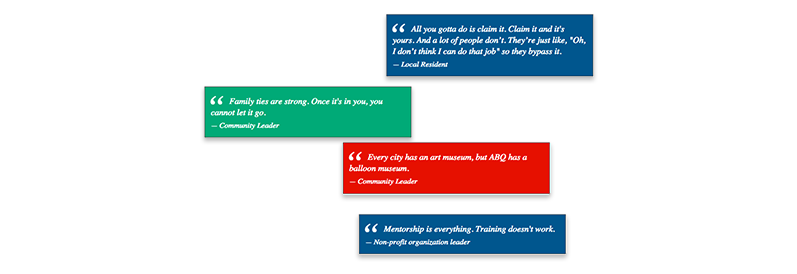 “ All you gotta do is claim it. Claim it and it's
yours. And a lot of people don't. They're just like, "Oh,
I don't think I can do that job" so they bypass it.
— Local Resident
“ Family ties are strong. Once it's in you, you
cannot let it go.
— Community Leader
“ Every city has an art museum, but ABQ has a
balloon museum.
— Community Leader
“ Mentorship is everything. Training doesn't work.
— Non-profit organization leader